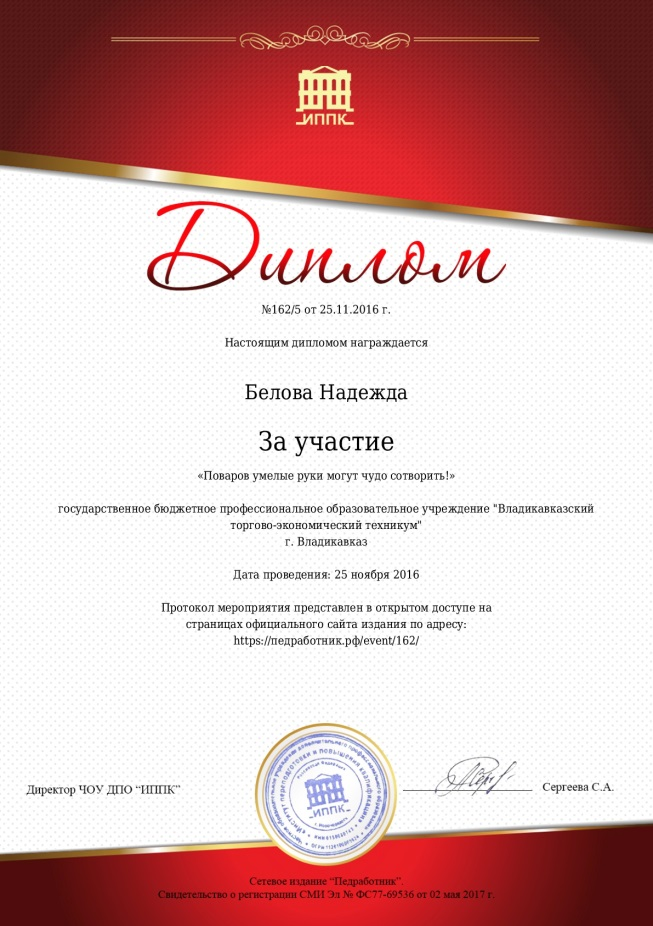 ИППК
Диплом
№162/5 от 25.11.2016 г.
Настоящим дипломом награждается
Белова Надежда
За участие
«Поваров умелые руки могут чудо сотворить!»
государственное бюджетное профессиональное образовательное учреждение "Владикавказский
торгово-экономический техникум"
г. Владикавказ
Дата проведения: 25 ноября 2016
Протокол мероприятия представлен в открытом доступе на
страницах официального сайта издания по адресу:
https://педработник.рф/event/162/
Директор ЧОУ ДПО “ИППК”
ИППК
Сергеева С.А.
Сетевое издание “Педработник”.
Свидетельство о регистрации СМИ Эл № ФС77-69536 от 02 мая 2017 г.